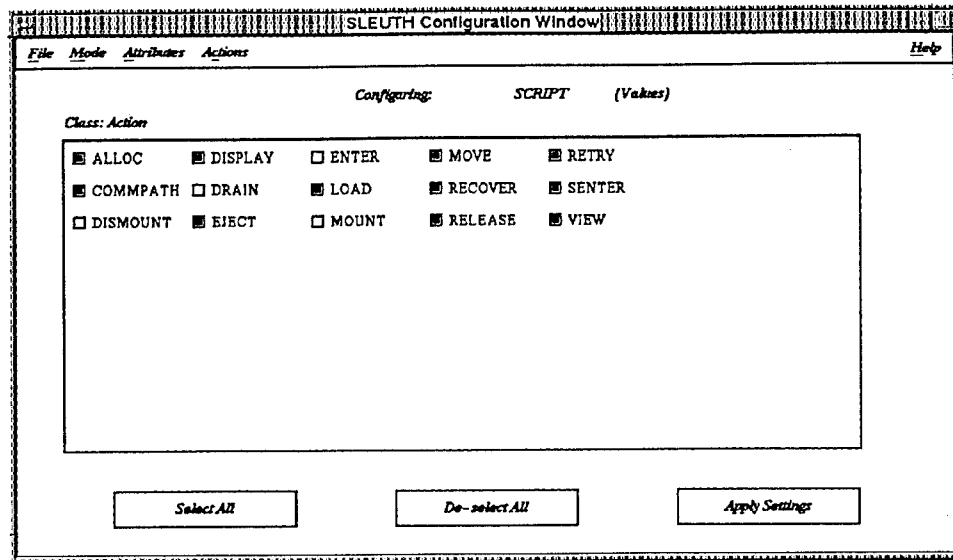 SLEUTH Configuration Window
File Mode Attributes Actions Help
Configuring: SCRIPT (Values)
Class: Action
ALLOC DISPLAY ENTER MOVE RETRY
COMMPATH DRAIN LOAD RECOVER SENTER
DISMOUNT EJECT MOUNT RELEASE VIEW
Select All De-select All Apply Settings